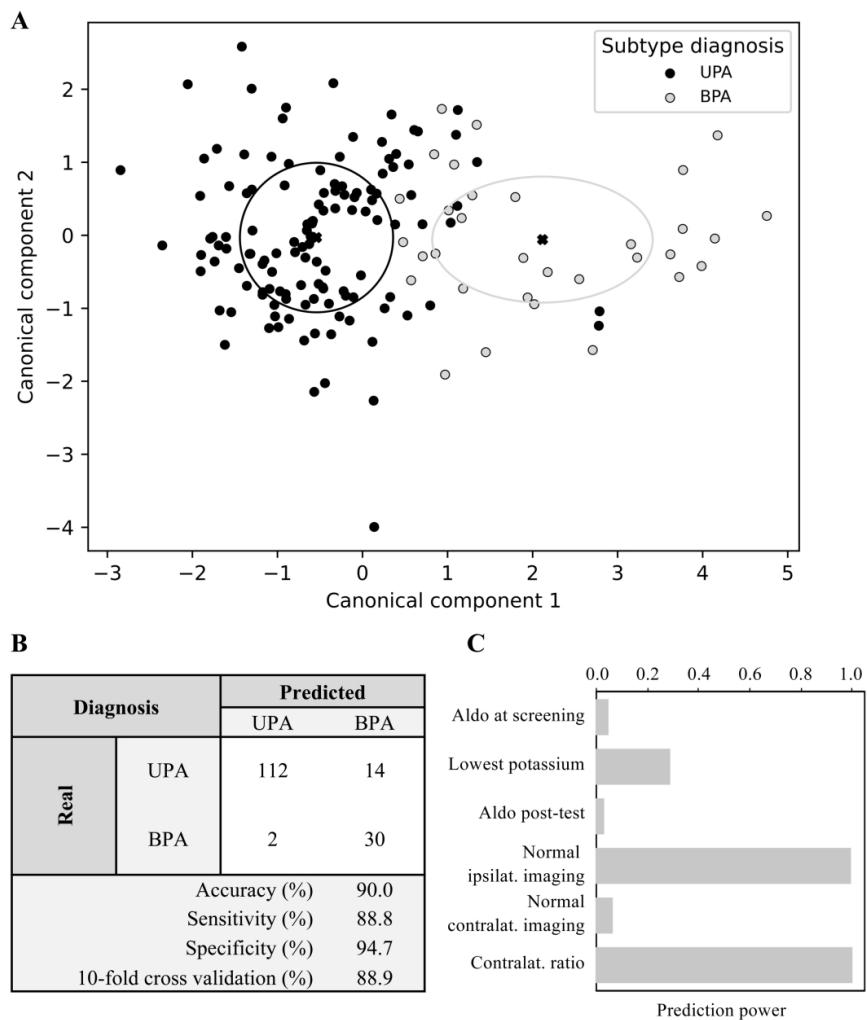 A
Subtype diagnosis
UPA
BPA
Canonical component 2
2
1
0
−1
−2
−3
−4
−3
−2
−1
0
1
2
3
4
5
Canonical component 1
B
Diagnosis
Predicted
UPA BPA
Real
UPA 112 14
BPA 2 30
Accuracy (%) 90.0
Sensitivity (%) 88.8
Specificity (%) 94.7
10-fold cross validation (%) 88.9
C
0.0 0.2 0.4 0.6 0.8 1.0
Aldo at screening
Lowest potassium
Aldo post-test
Normal
ipsilat. imaging
Normal
contralat. imaging
Contralat. ratio
Prediction power